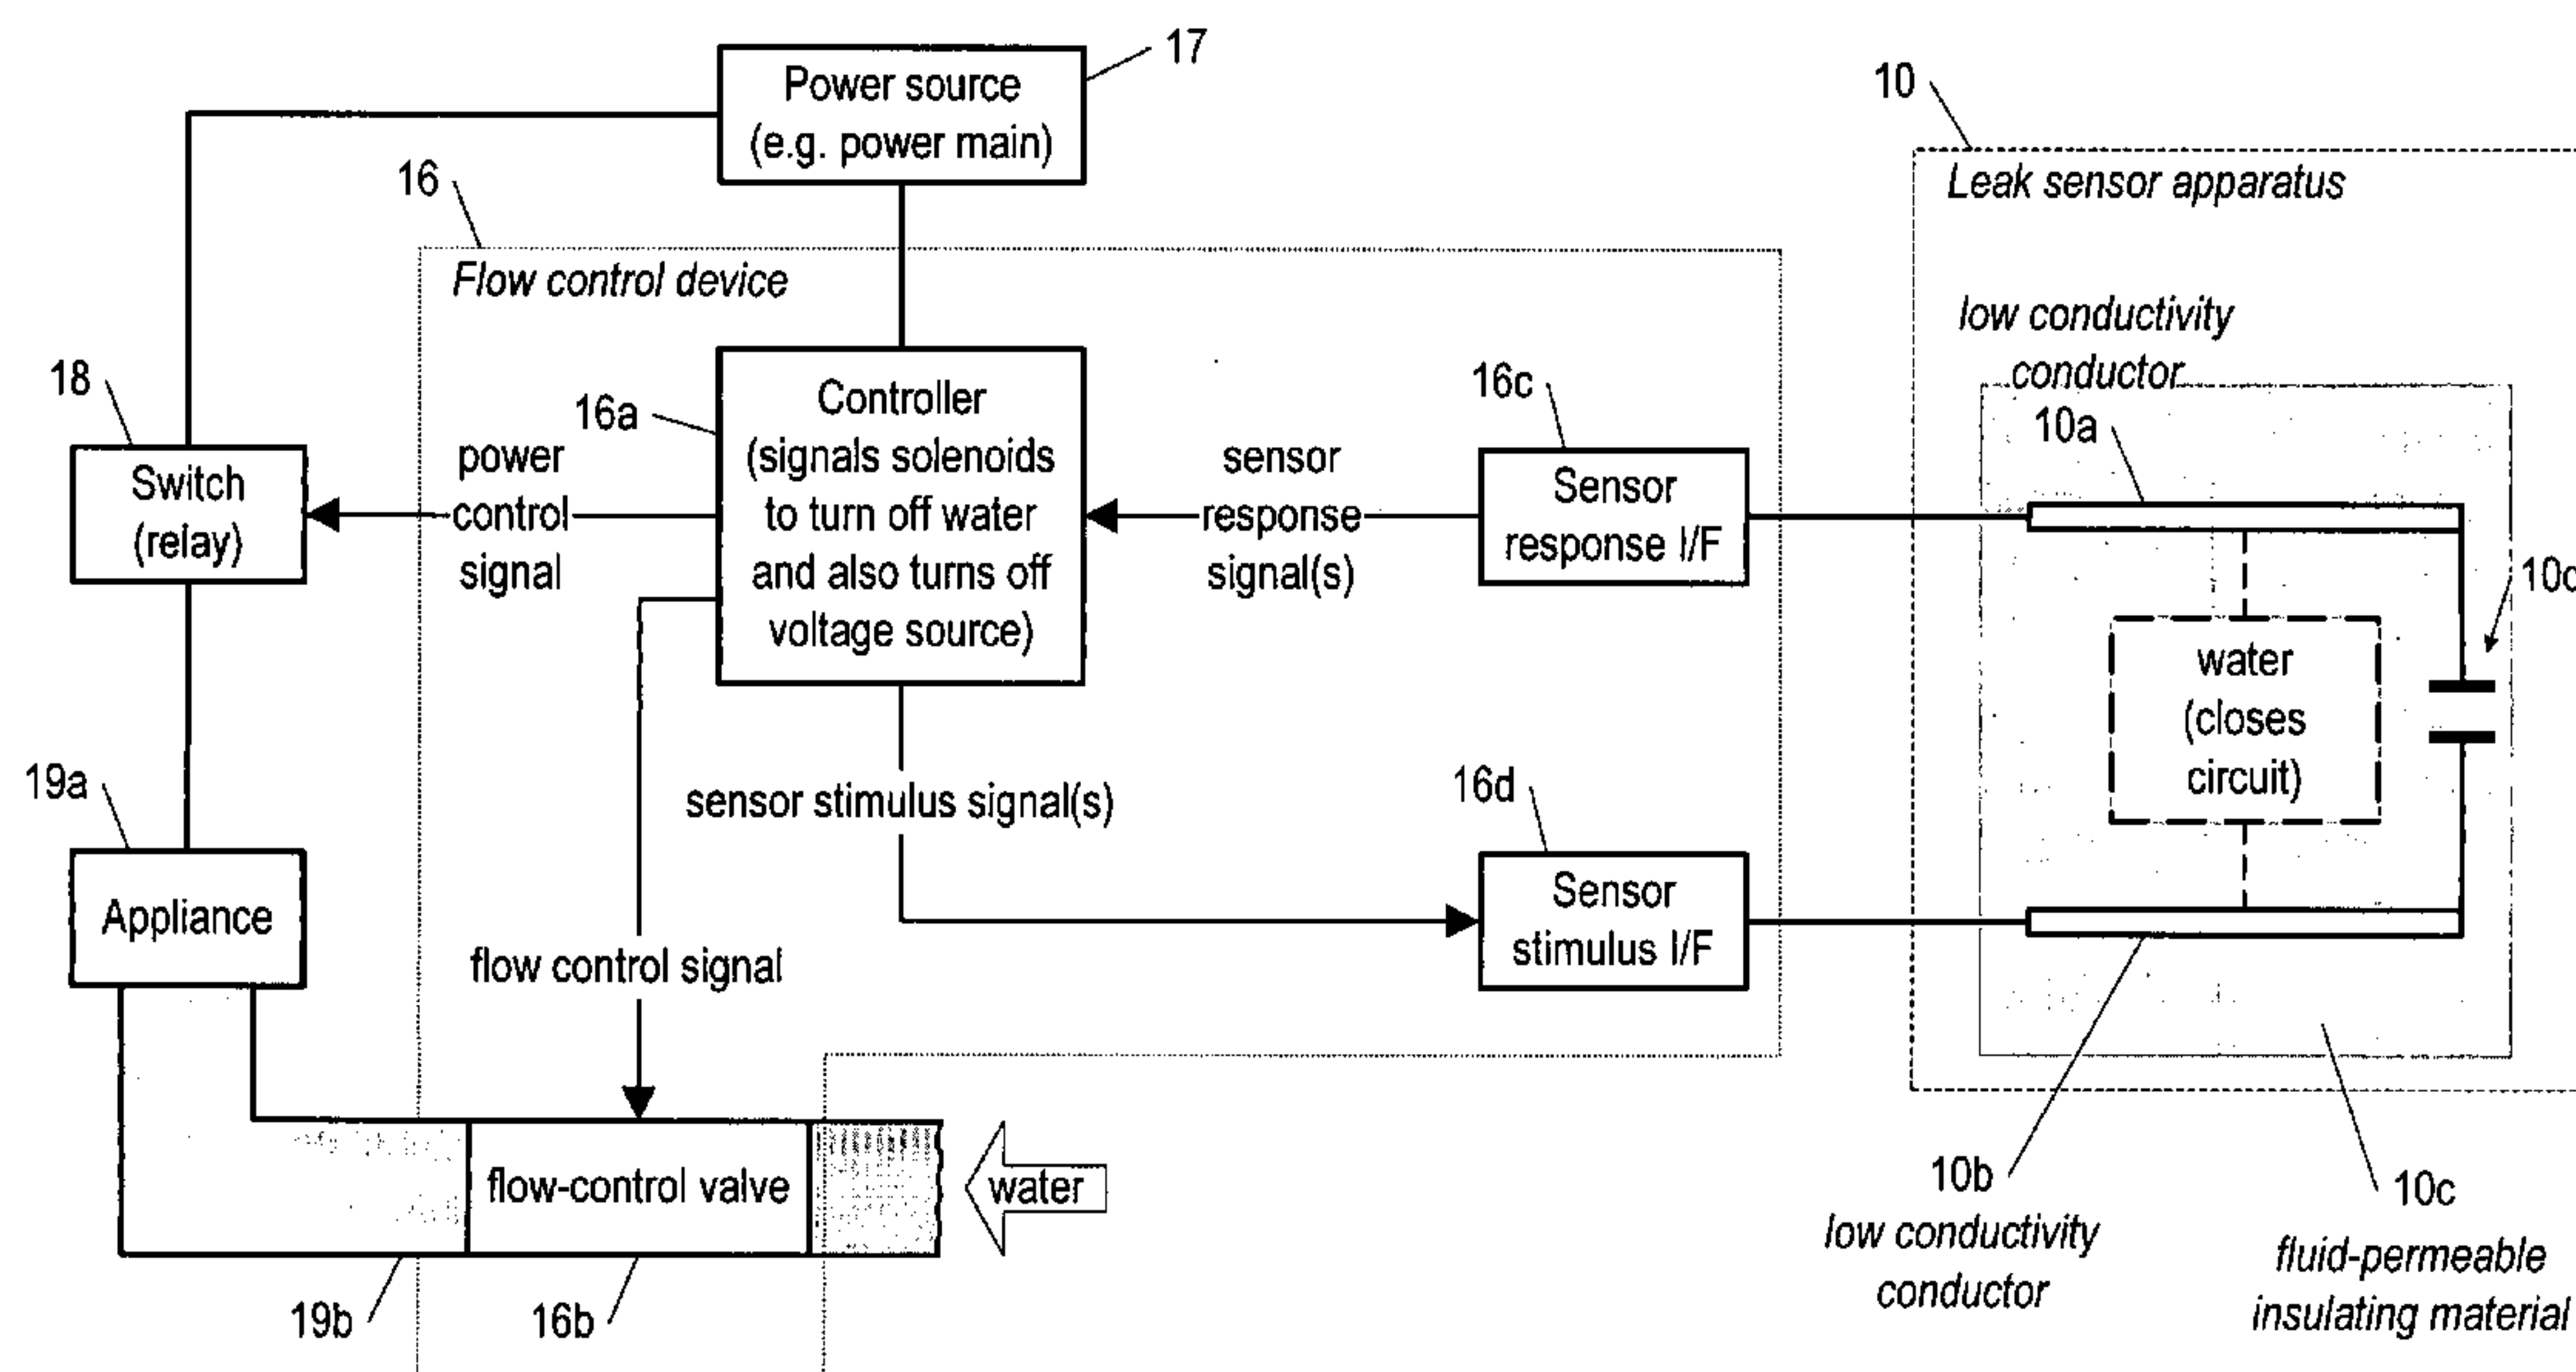 17
Power source
(e.g. power main)
10
Leak sensor apparatus
16
Flow control device
low conductivity
conductor
10a
18
Switch
(relay)
16a
power
control
signal
Controller
(signals solenoids
to turn off water
and also turns off
voltage source)
sensor
response
signal(s)
16c
Sensor
response I/F
water
(closes
circuit)
19a
Appliance
sensor stimulus signal(s)
16d
Sensor
stimulus I/F
flow control signal
flow-control valve
water
19b
16b
10b
low conductivity
conductor
10c
fluid-permeable
insulating material